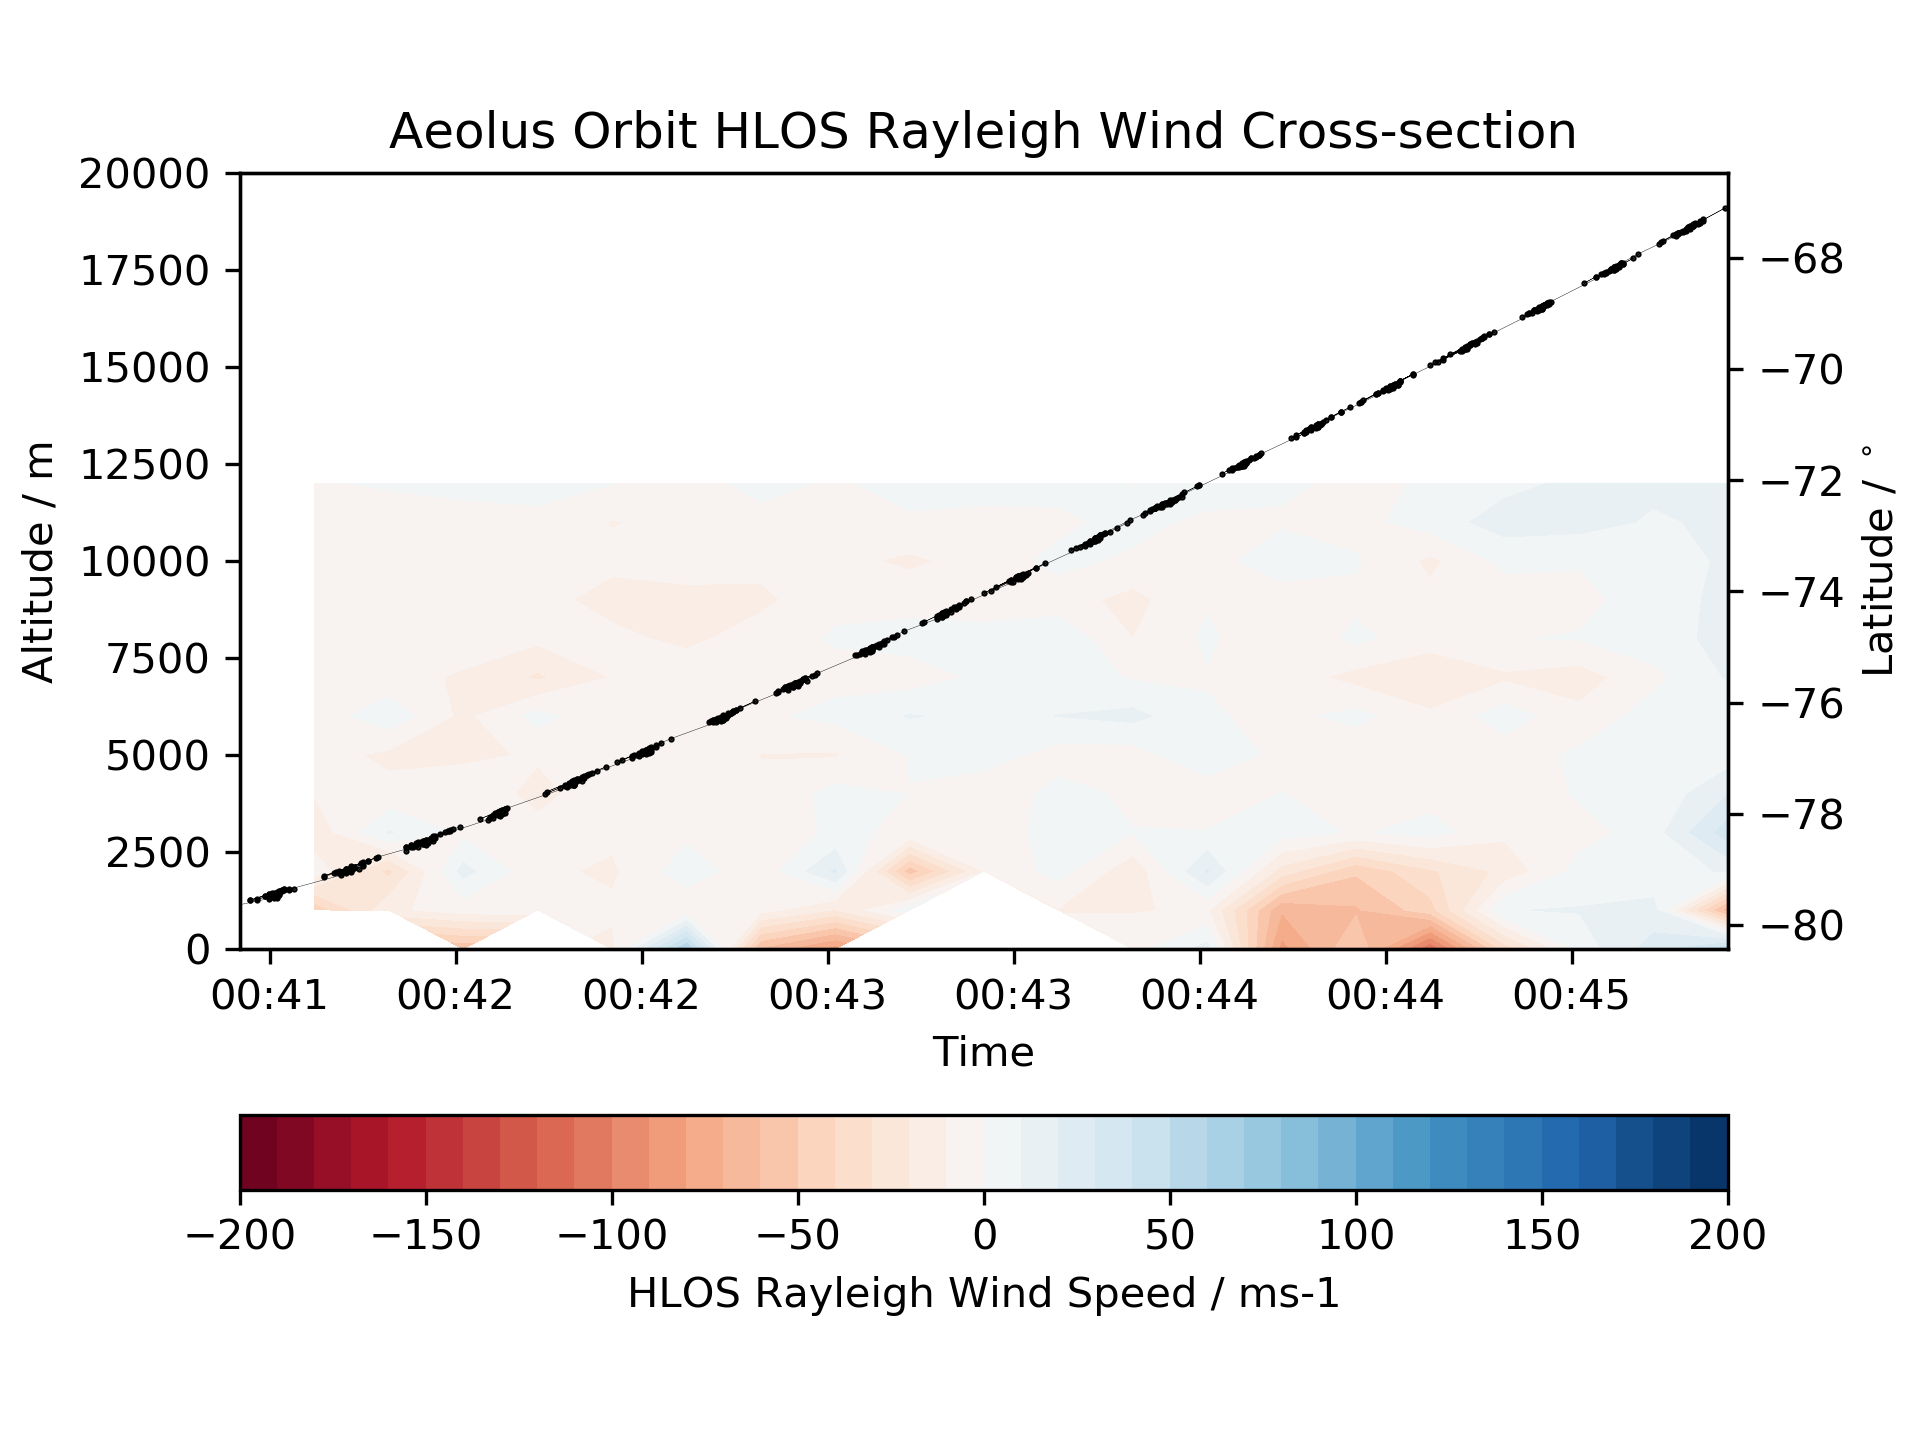 Aeolus Orbit HLOS Rayleigh Wind Cross-section
20000
17500
15000
12500
10000
7500
5000
2500
0
Altitude / m
−68
−70
−72
−74
−76
−78
−80
Latitude / °
00:41 00:42 00:42 00:43 00:43 00:44 00:44 00:45
Time
−200 −150 −100 −50 0 50 100 150 200
HLOS Rayleigh Wind Speed / ms-1